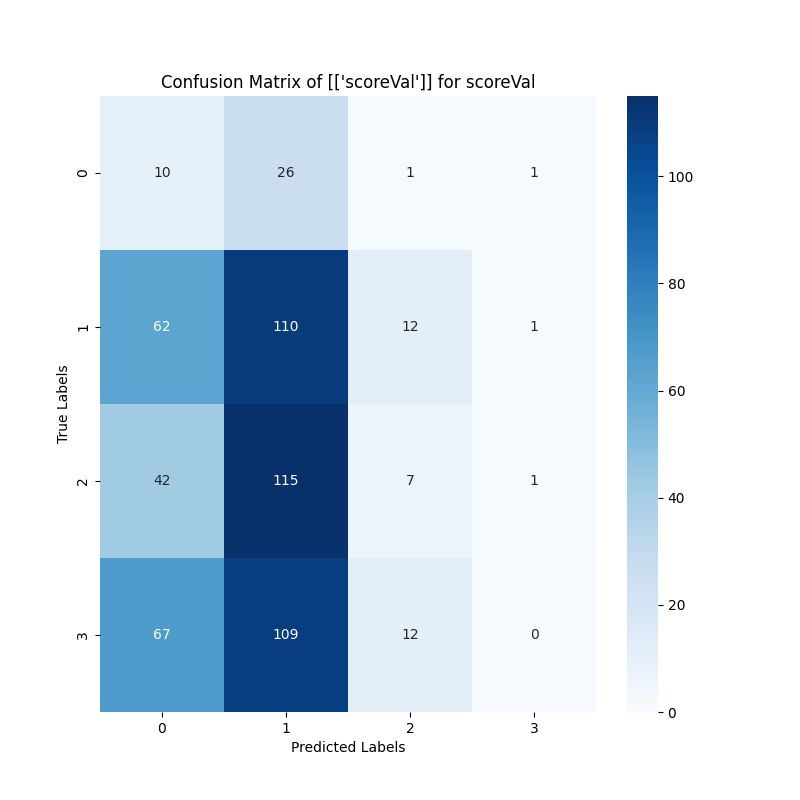 Confusion Matrix of [['scoreVal']] for scoreVal
0 10 26 1 1
1 62 110 12 1
2 42 115 7 1
3 67 109 12 0
0 1 2 3
True Labels
Predicted Labels
100
80
60
40
20
0